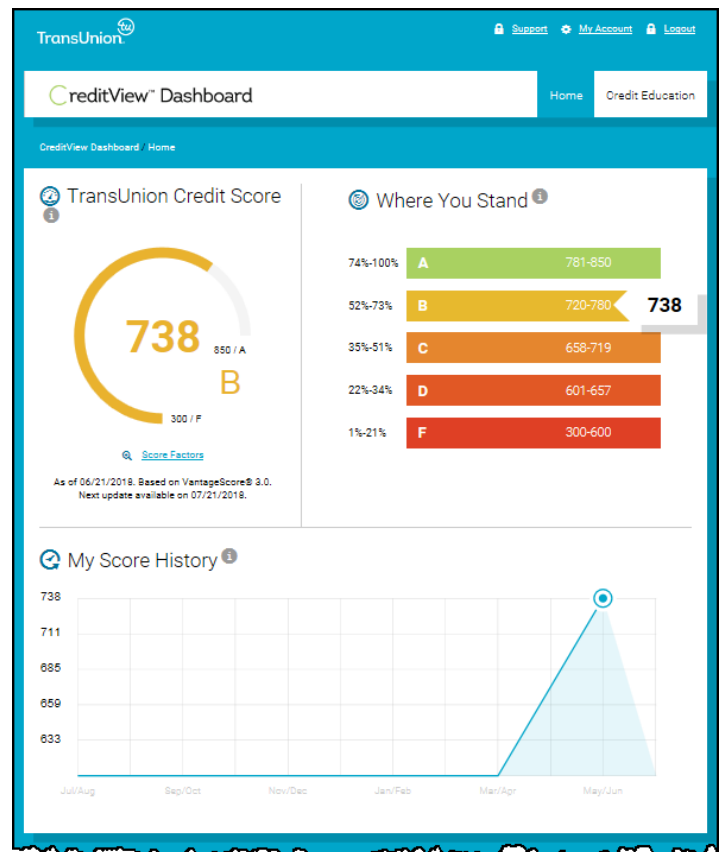 TransUnion
tu
Support My Account Logout
CreditView™ Dashboard
Home Credit Education
CreditView Dashboard / Home
TransUnion Credit Score
i
738
850 / A
B
300 / F
Score Factors
As of 06/21/2018. Based on VantageScore® 3.0.
Next update available on 07/21/2018.
Where You Stand i
74%-100% A 781-850
52%-73% B 720-780 738
35%-51% C 658-719
22%-34% D 601-657
1%-21% F 300-600
My Score History i
738
711
685
659
633
Jul/Aug Sep/Oct Nov/Dec Jan/Feb Mar/Apr May/Jun